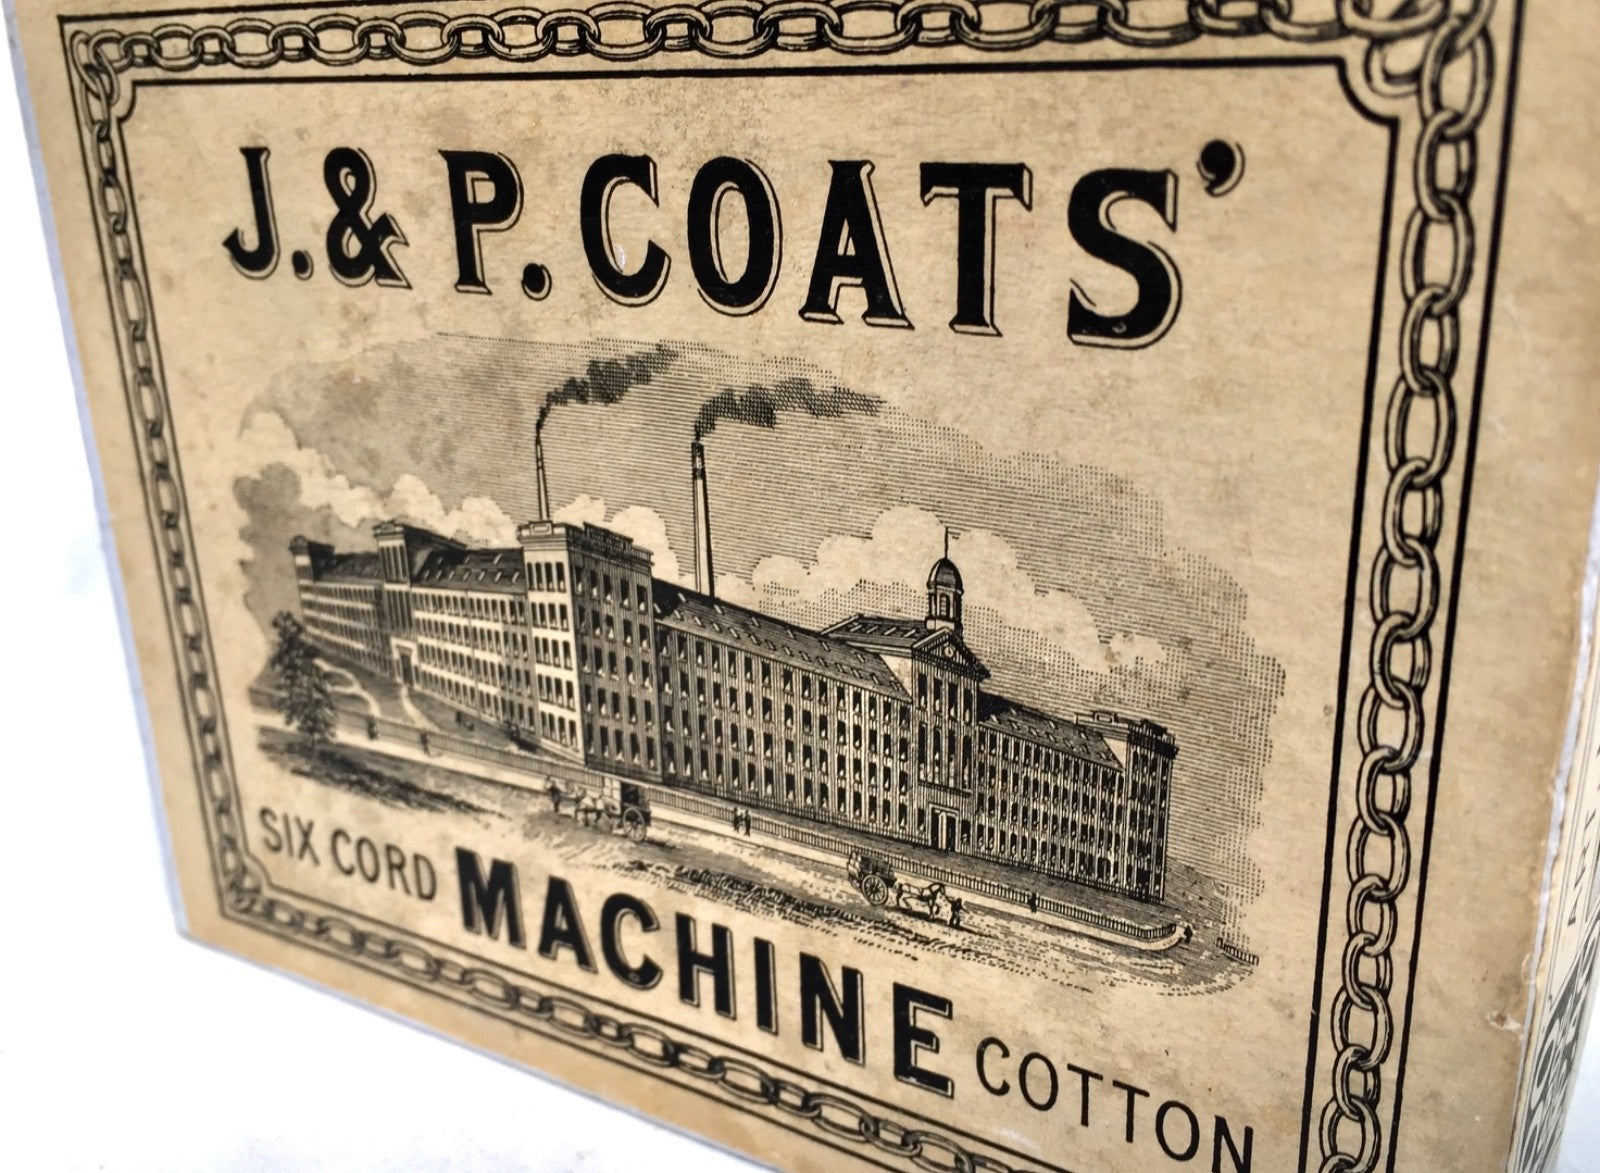 J. & P. COATS'
SIX CORD MACHINE COTTON